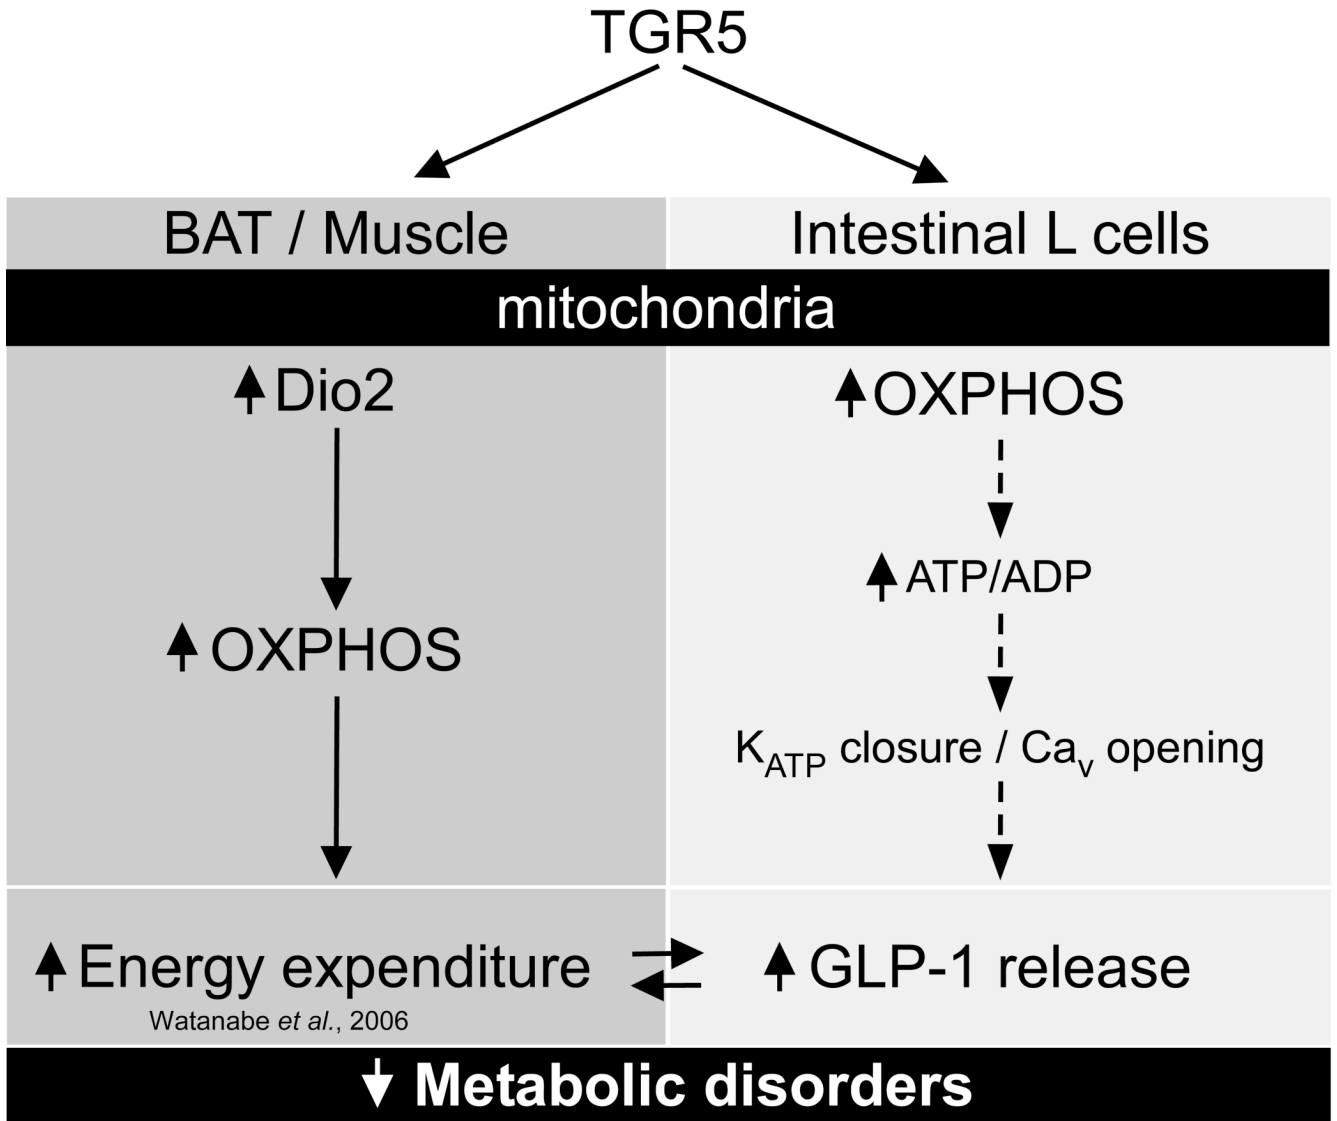 TGR5
BAT / Muscle
Intestinal L cells
mitochondria
Dio2
OXPHOS
OXPHOS
ATP/ADP
KATP closure / Cav opening
Energy expenditure
Watanabe et al., 2006
GLP-1 release
Metabolic disorders